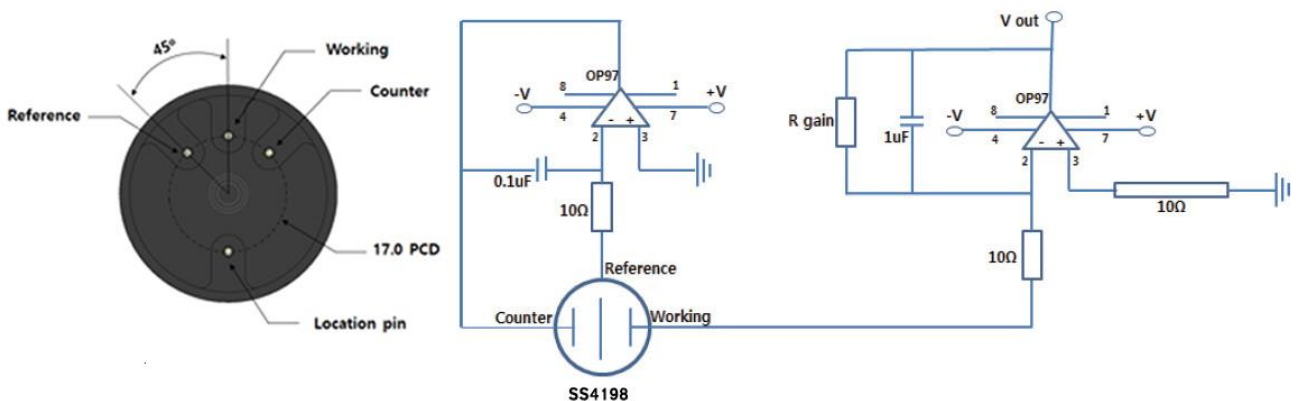 45º
Working
Counter
Reference
17.0 PCD
Location pin
OP97
8
1
-V
+V
4
7
-
+
2
3
0.1uF
10Ω
Reference
Counter
Working
SS4198
V out
OP97
8
1
-V
+V
4
7
-
+
2
3
R gain
1uF
10Ω
10Ω